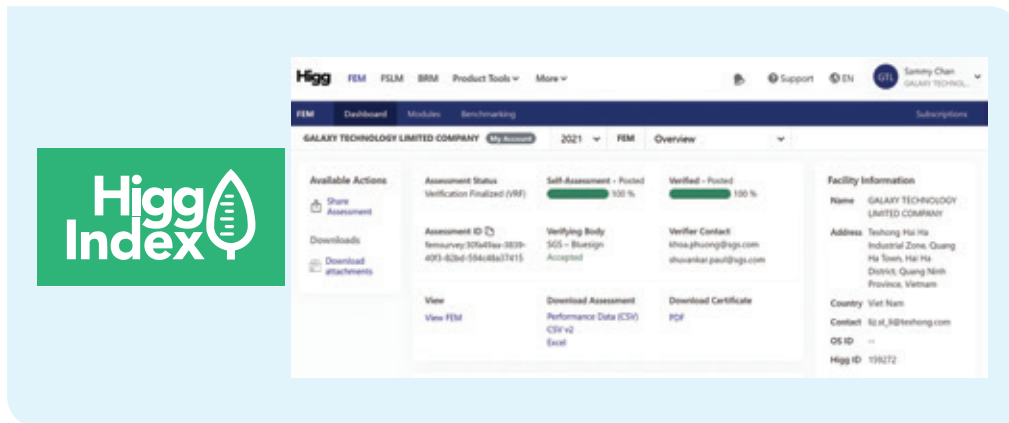 Higg
Index
Higg FEM FSLM BRM Product Tools More Support EN GTL Sammy Chan
GALAXY TECHNOL...
FEM Dashboard Modules Benchmarking Subscriptions
GALAXY TECHNOLOGY LIMITED COMPANY My Account 2021 FEM Overview
Available Actions
Share
Assessment
Downloads
Download
attachments
Assessment Status
Verification Finalized (VRF)
Self-Assessment - Posted
100 %
Verified - Posted
100 %
Assessment ID
Verifying Body
SGS – Bluesign
Accepted
Verifier Contact
khoa.phuong@sgs.com
shuvankar.paul@sgs.com
View
View FEM
Download Assessment
Performance Data (CSV)
CSV v2
Excel
Download Certificate
PDF
Facility Information
Name GALAXY TECHNOLOGY
LIMITED COMPANY
Address Texhong Hai Ha
Industrial Zone, Quang
Ha Town, Hai Ha
District, Quang Ninh
Province, Vietnam
Country Viet Nam
Contact
OS ID --
Higg ID 159272